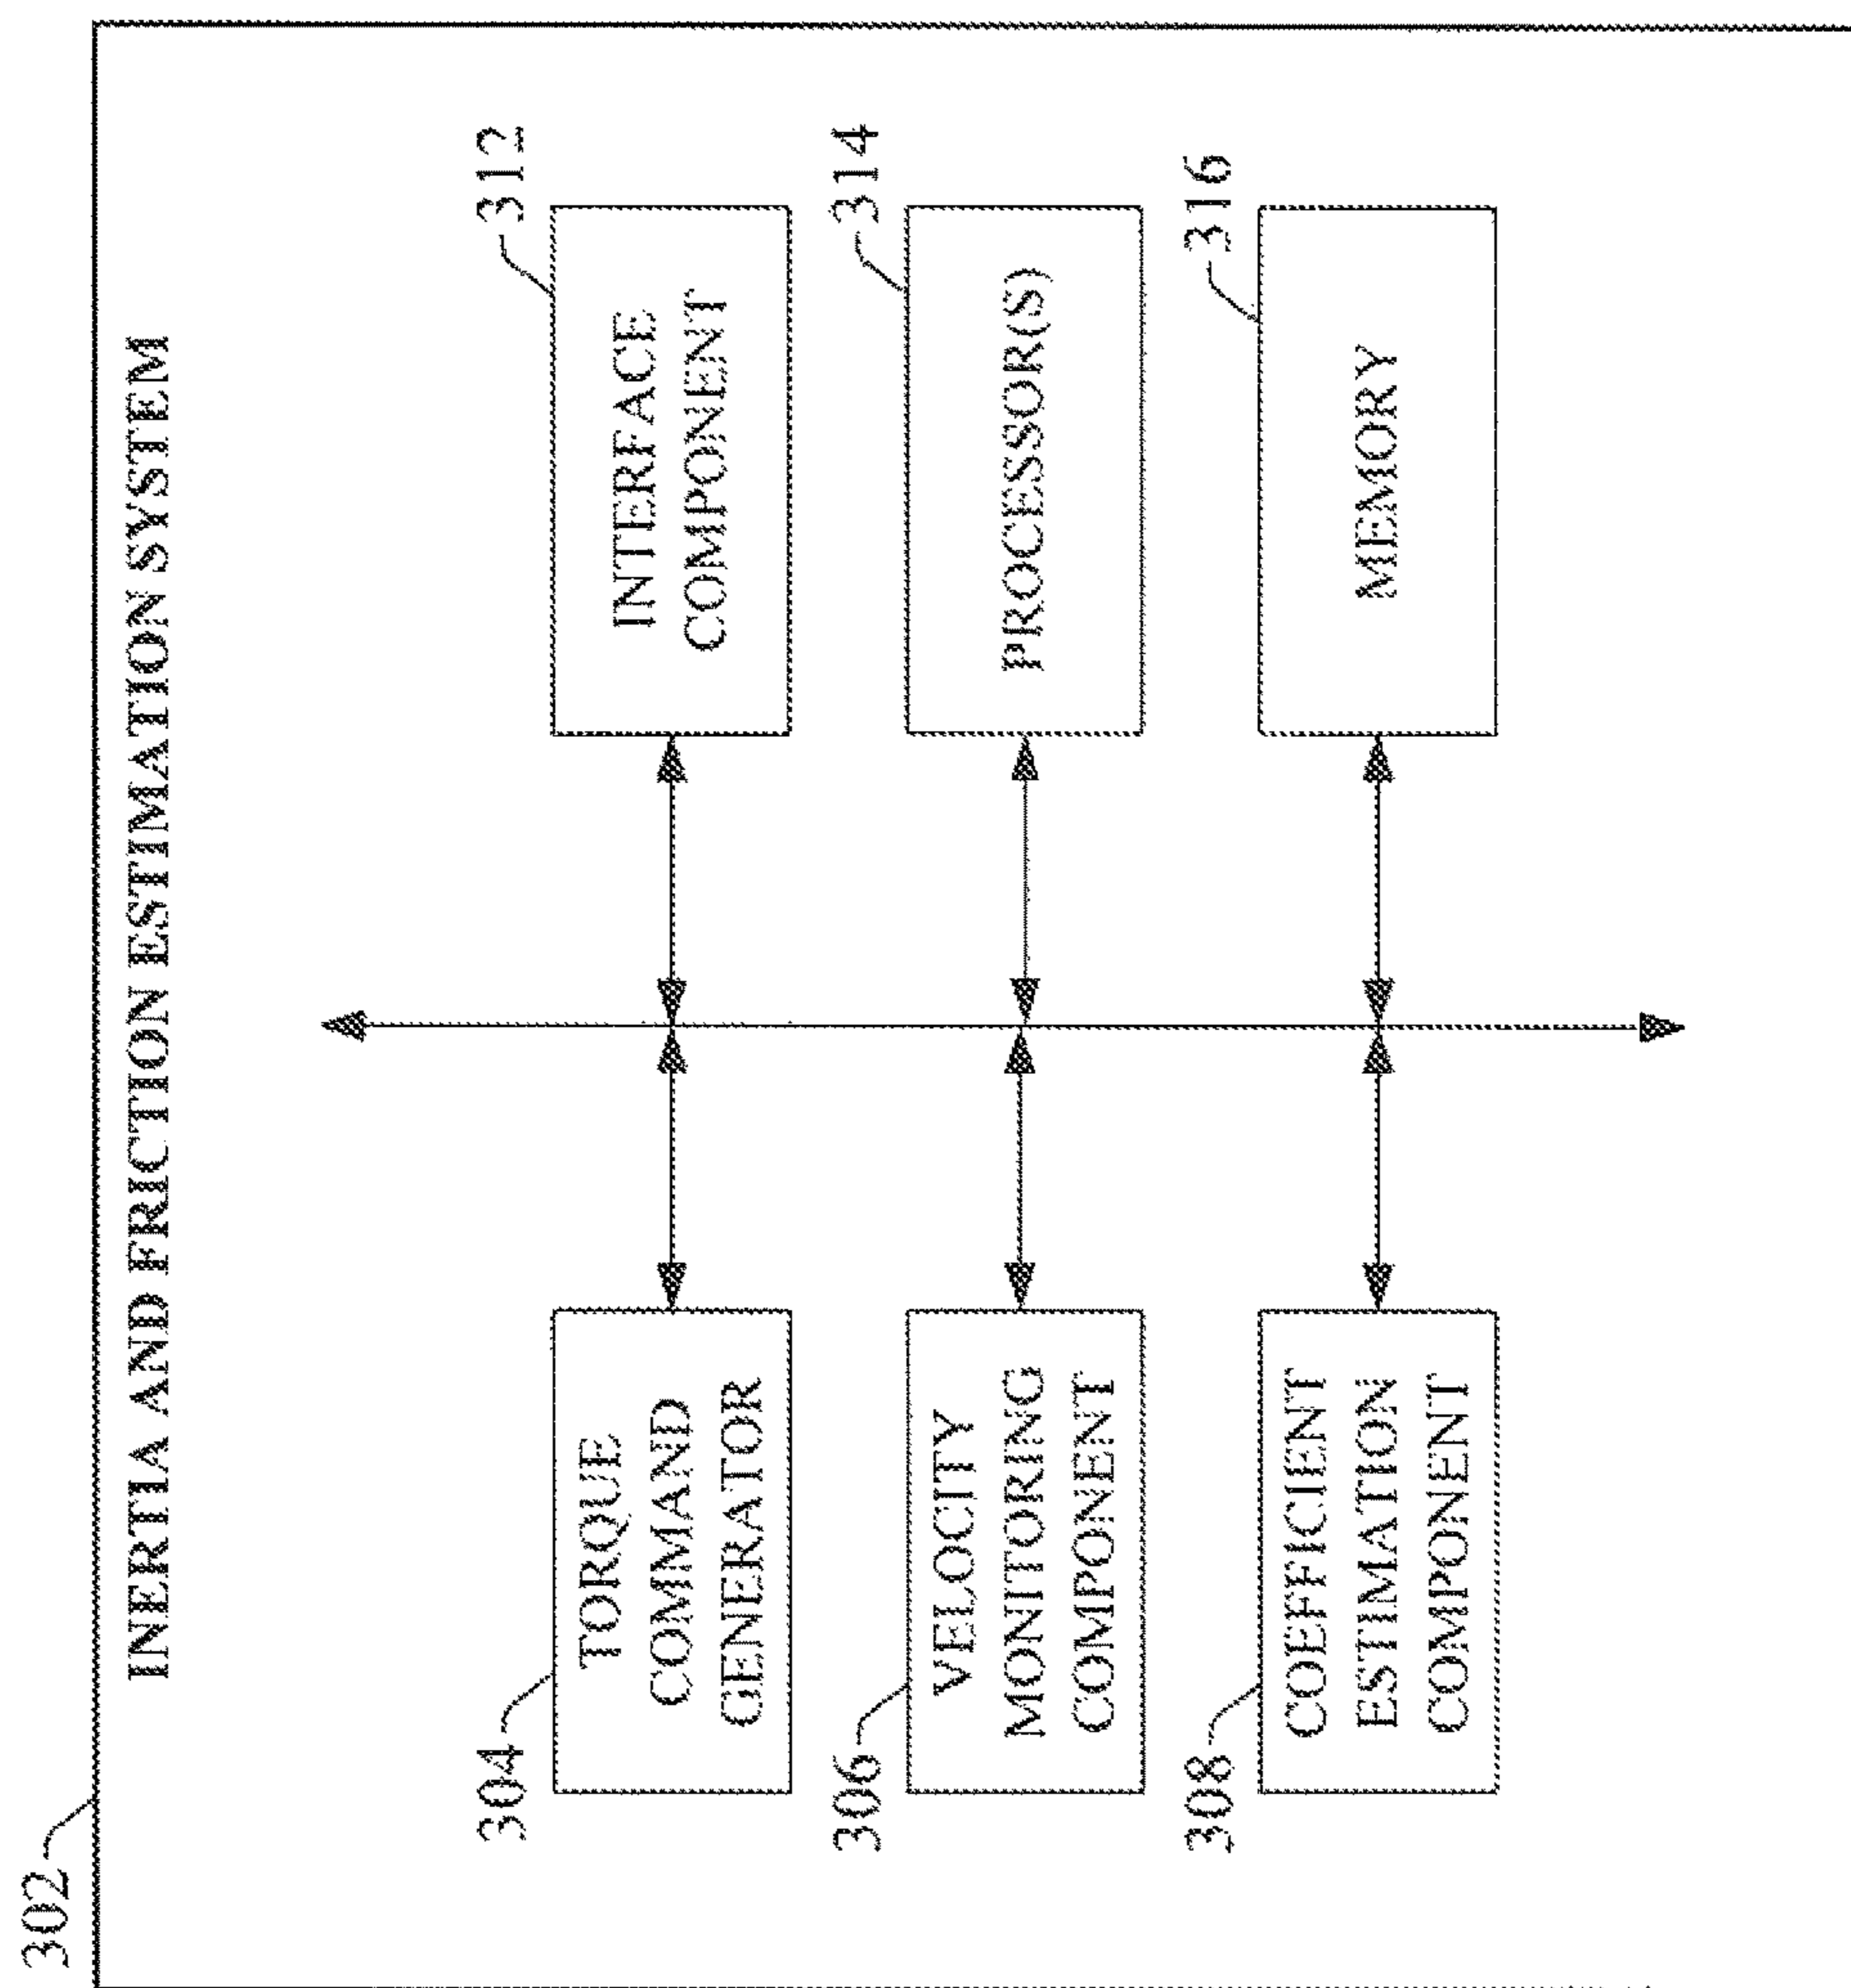 302
INERTIA AND FRICTION ESTIMATION SYSTEM
304
TORQUE
COMMAND
GENERATOR
312
INTERFACE
COMPONENT
306
VELOCITY
MONITORING
COMPONENT
314
PROCESSOR(S)
308
COEFFICIENT
ESTIMATION
COMPONENT
316
MEMORY